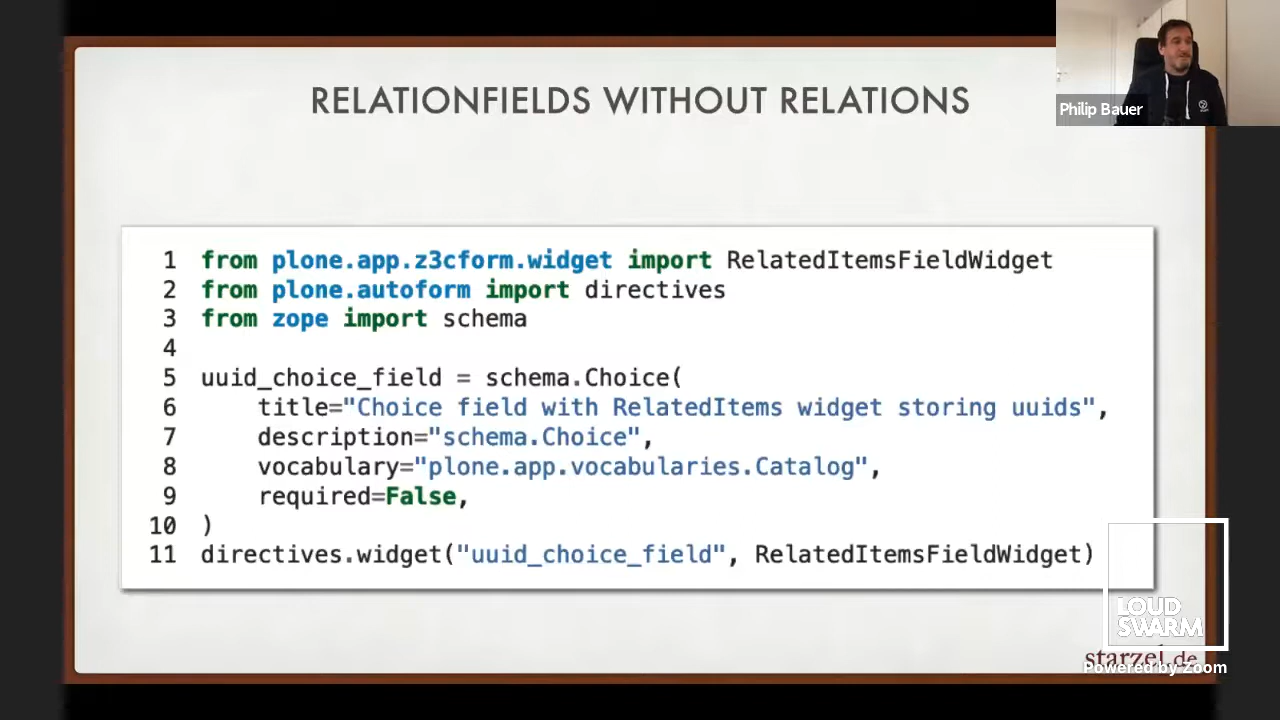 RELATIONFIELDS WITHOUT RELATIONS
Philip Bauer
1 from plone.app.z3cform.widget import RelatedItemsFieldWidget
2 from plone.autoform import directives
3 from zope import schema
4
5 uuid_choice_field = schema.Choice(
6     title="Choice field with RelatedItems widget storing uuids",
7     description="schema.Choice",
8     vocabulary="plone.app.vocabularies.Catalog",
9     required=False,
10 )
11 directives.widget("uuid_choice_field", RelatedItemsFieldWidget)
LOUD
SWARM
starzel.de
Powered by Zoom